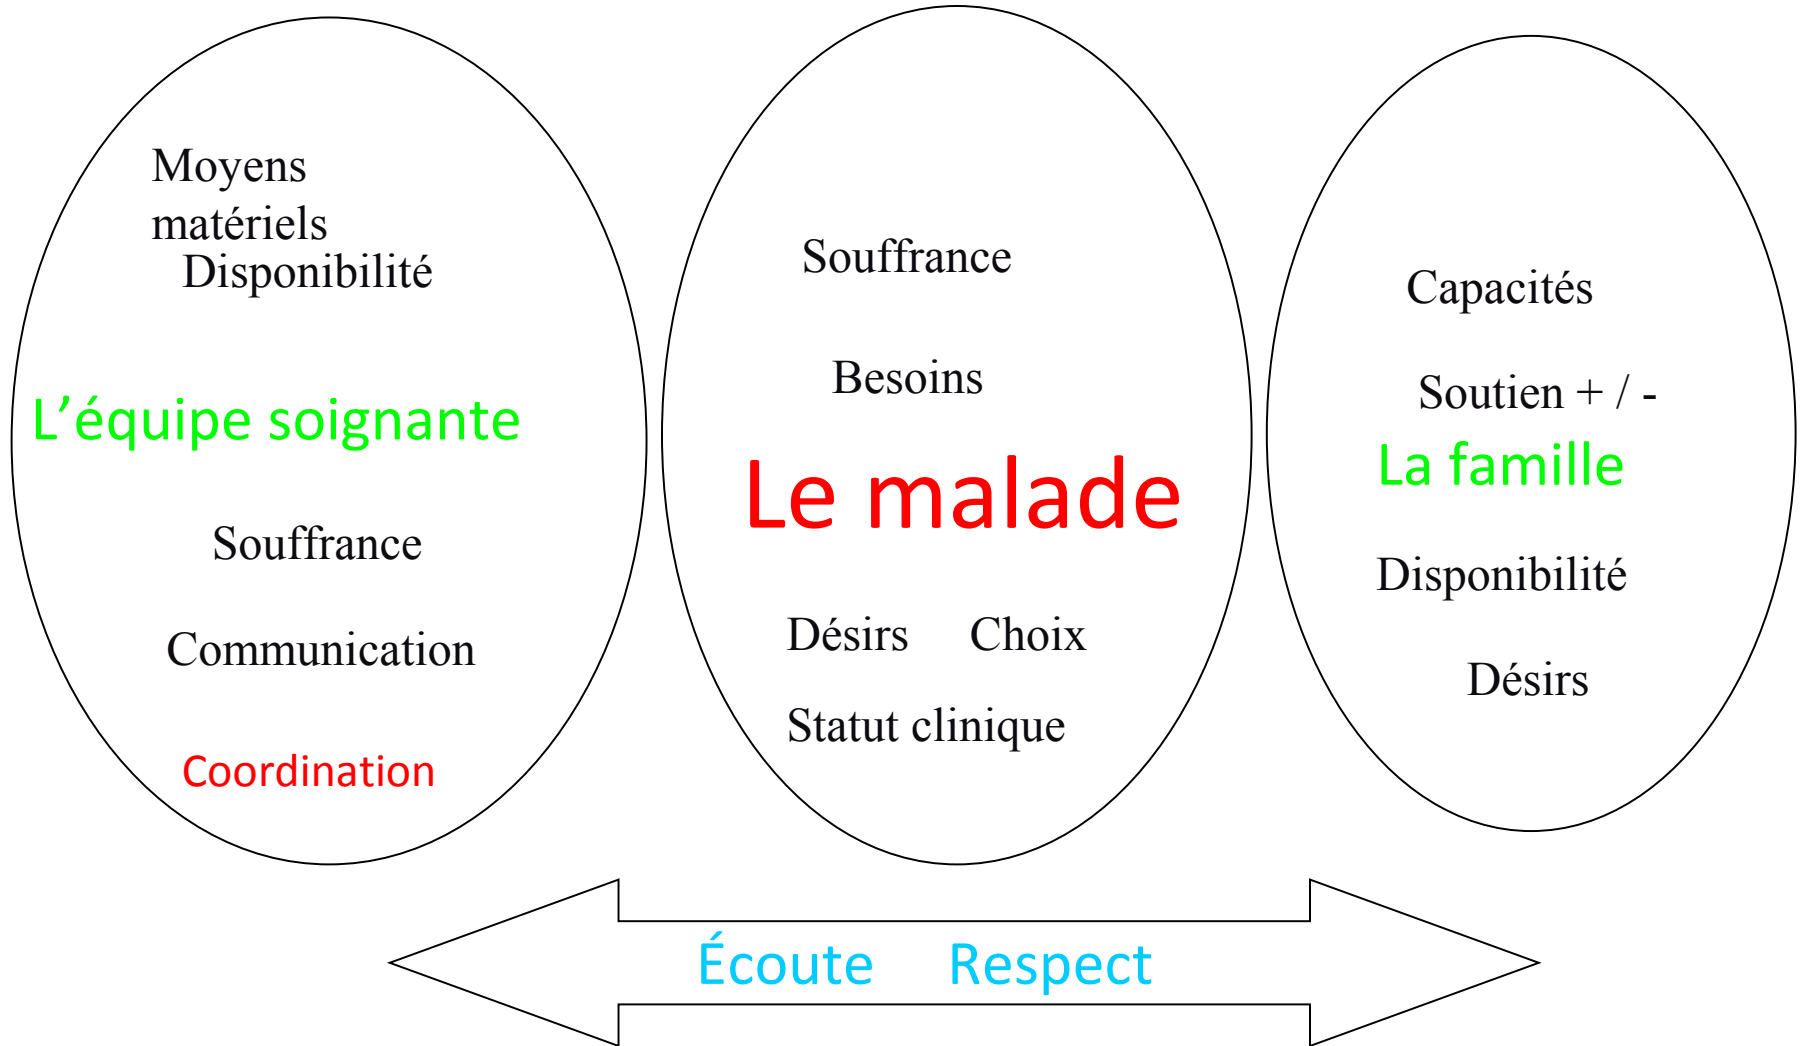 Moyens
matériels
Disponibilité
L’équipe soignante
Souffrance
Communication
Coordination
Souffrance
Besoins
Le malade
Désirs Choix
Statut clinique
Capacités
Soutien + / -
La famille
Disponibilité
Désirs
Écoute Respect